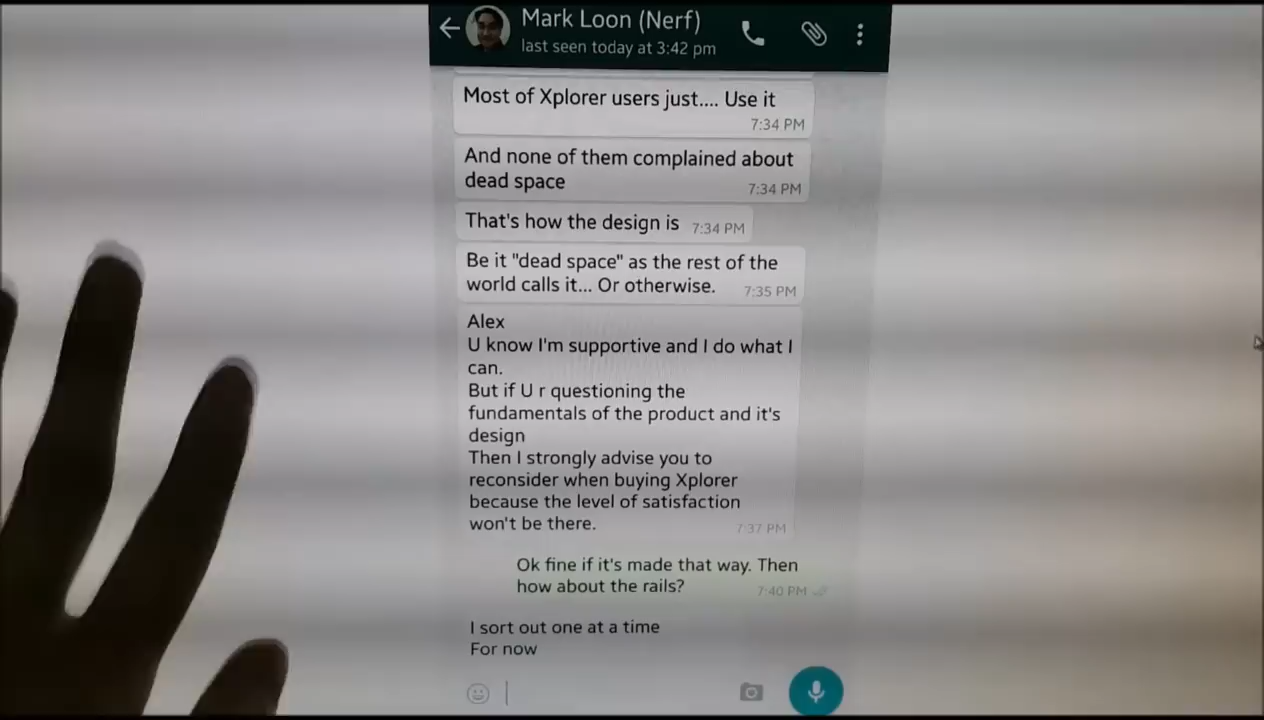 Mark Loon (Nerf)
last seen today at 3:42 pm
Most of Xplorer users just.... Use it
7:34 PM
And none of them complained about
dead space
7:34 PM
That's how the design is 7:34 PM
Be it "dead space" as the rest of the
world calls it... Or otherwise. 7:35 PM
Alex
U know I'm supportive and I do what I
can.
But if U r questioning the
fundamentals of the product and it's
design
Then I strongly advise you to
reconsider when buying Xplorer
because the level of satisfaction
won't be there. 7:37 PM
Ok fine if it's made that way. Then
how about the rails? 7:40 PM
I sort out one at a time
For now